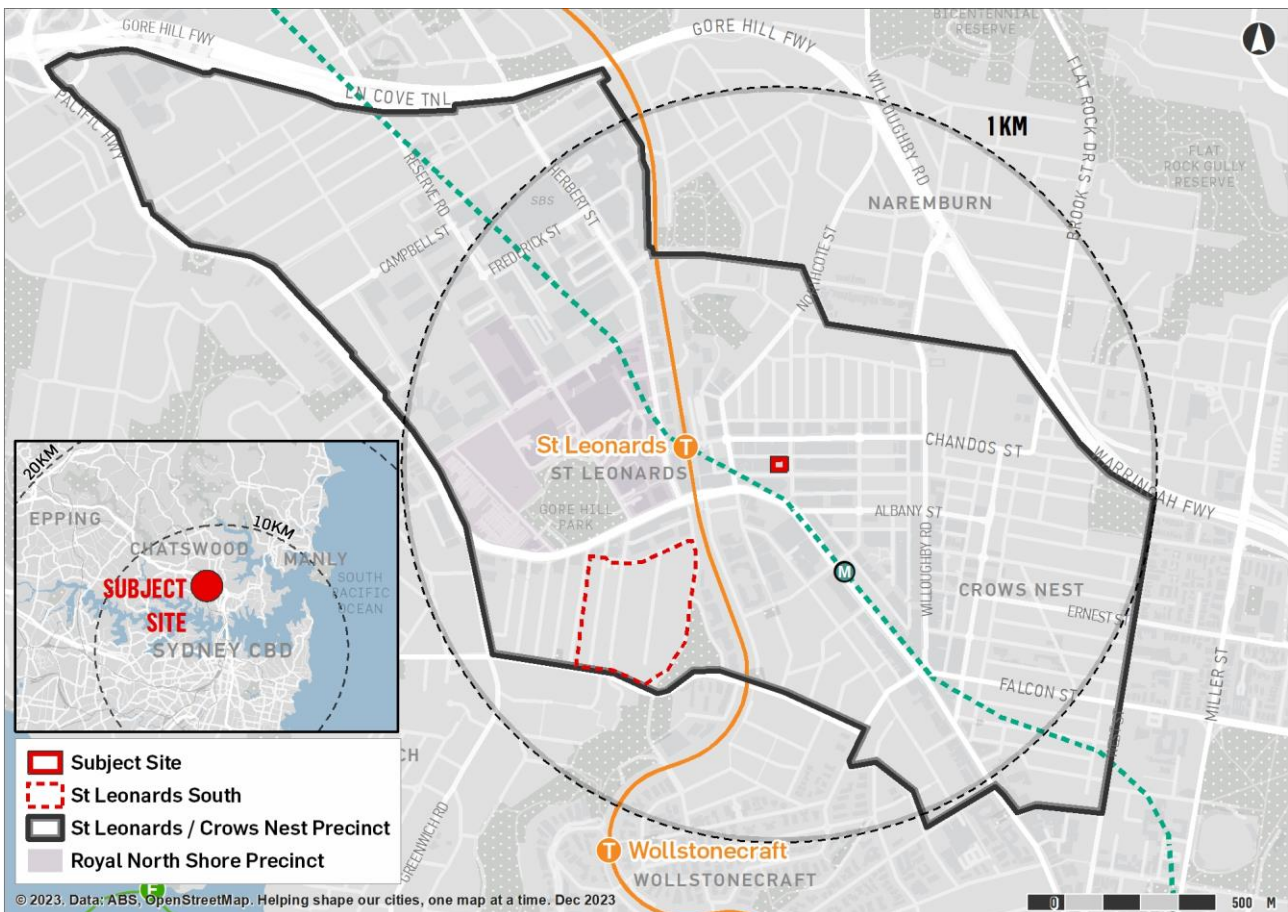 GORE HILL FWY
GORE HILL FWY
BICENTENNIAL
RESERVE
LN COVE TNL
PACIFIC HWY
WILLOUGHBY RD
FLAT ROCK DR
BROOK ST
1 KM
FLAT
ROCK GULLY
RESERVE
RESERVE RD
HERBERT ST
SBS
NAREMBURN
CAMPBELL ST
FREDERICK ST
NORTHCOTE ST
St Leonards T
ST LEONARDS
CHANDOS ST
WARRINGAH FWY
GORE HILL
PARK
ALBANY ST
WILLOUGHBY RD
M
CROWS NEST
ERNEST S
FALCON ST
MILLER ST
20KM
EPPING
10KM
CHATSWOOD
MANLY
SUBJECT
SITE
SOUTH
PACIFIC
OCEAN
SYDNEY CBD
CH
GREENWICH RD
T Wollstonecraft
WOLLSTONECRAFT
Subject Site
St Leonards South
St Leonards / Crows Nest Precinct
Royal North Shore Precinct
F
© 2023. Data: ABS, OpenStreetMap. Helping shape our cities, one map at a time. Dec 2023
0 500 M